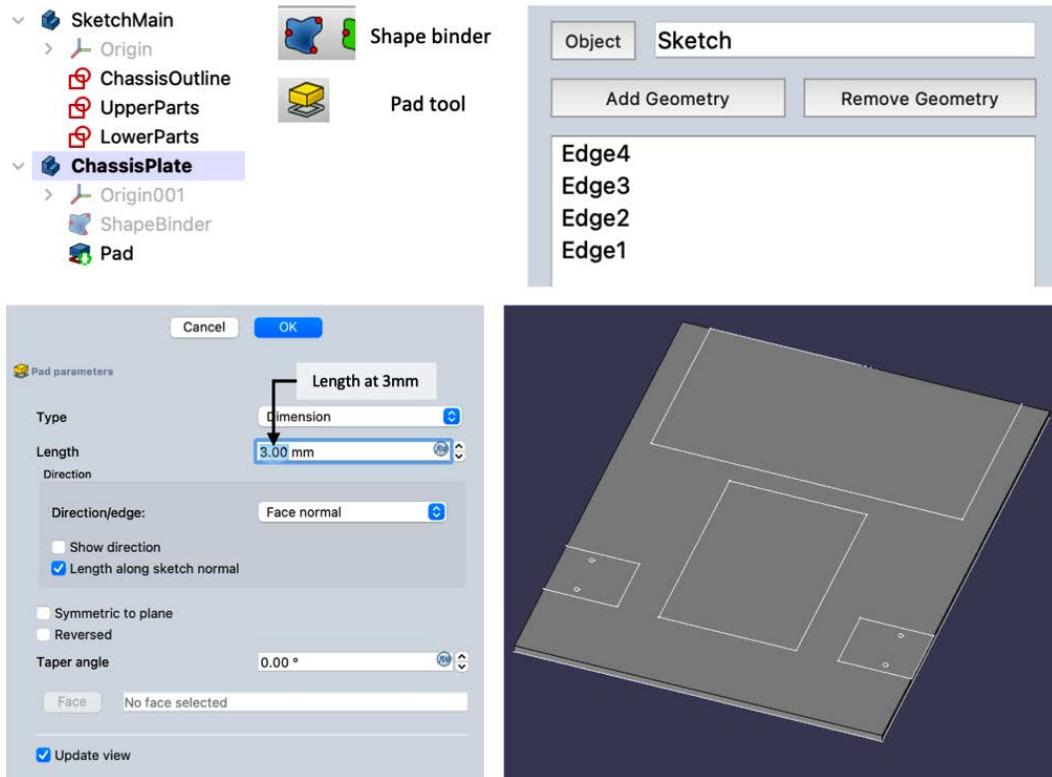 SketchMain
Origin
ChassisOutline
UpperParts
LowerParts
ChassisPlate
Origin001
ShapeBinder
Pad
Shape binder
Pad tool
Object Sketch
Add Geometry Remove Geometry
Edge4
Edge3
Edge2
Edge1
Cancel OK
Pad parameters
Length at 3mm
Type Dimension
Length 3.00 mm
Direction
Direction/edge: Face normal
Show direction
Length along sketch normal
Symmetric to plane
Reversed
Taper angle 0.00 °
Face No face selected
Update view